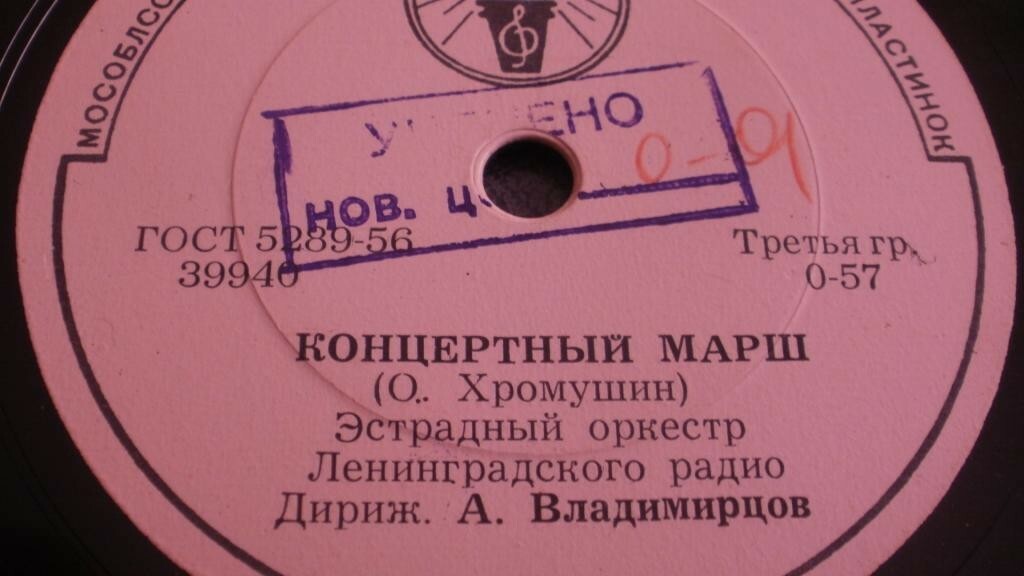 МОСОБЛСО
ПЛАСТИНОК
0-91
НОВ.
ГОСТ 5289-56
39940
Третья гр.
0-57
КОНЦЕРТНЫЙ МАРШ
(О. Хромушин)
Эстрадный оркестр
Ленинградского радио
Дириж. А. Владимирцов